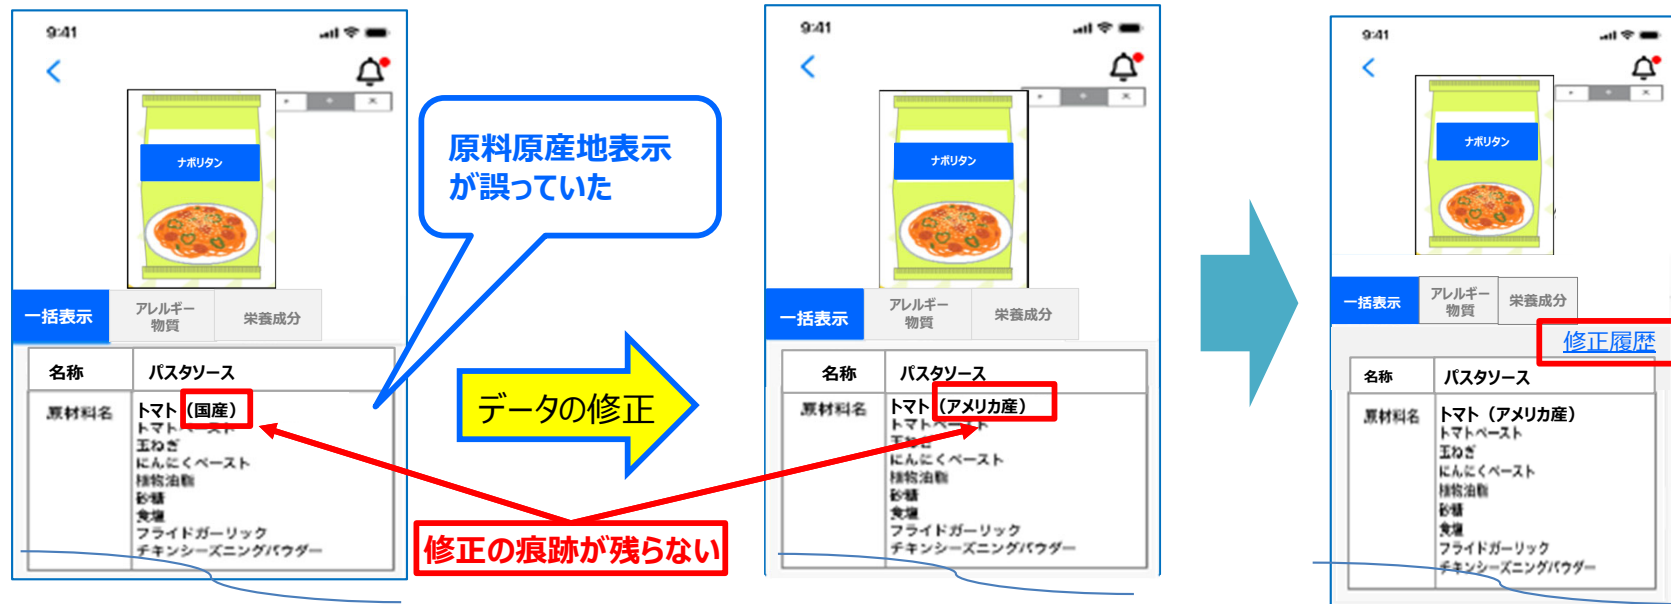 9:41
ナポリタン
一括表示
アレルギー
物質
栄養成分
名称
パスタソース
原材料名
トマト（国産）
トマトペースト
玉ねぎ
にんにくペースト
植物油脂
砂糖
食塩
フライドガーリック
チキンシーズニングパウダー
原料原産地表示
が誤っていた
データの修正
修正の痕跡が残らない
9:41
ナポリタン
一括表示
アレルギー
物質
栄養成分
名称
パスタソース
原材料名
トマト（アメリカ産）
トマトペースト
玉ねぎ
にんにくペースト
植物油脂
砂糖
食塩
フライドガーリック
チキンシーズニングパウダー
9:41
ナポリタン
一括表示
アレルギー
物質
栄養成分
修正履歴
名称
パスタソース
原材料名
トマト（アメリカ産）
トマトペースト
玉ねぎ
にんにくペースト
植物油脂
砂糖
食塩
フライドガーリック
チキンシーズニングパウダー